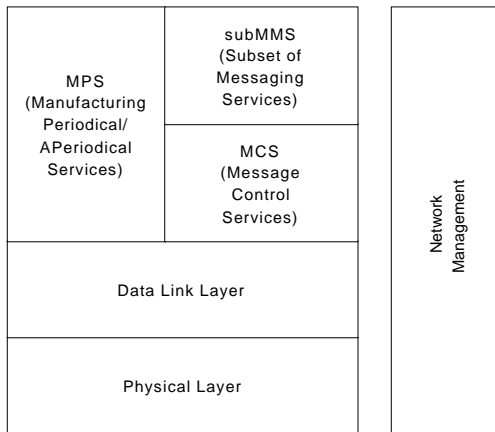 MPS
(Manufacturing
Periodical/
APeriodical
Services)
subMMS
(Subset of
Messaging
Services)
MCS
(Message
Control
Services)
Data Link Layer
Physical Layer
Network
Management